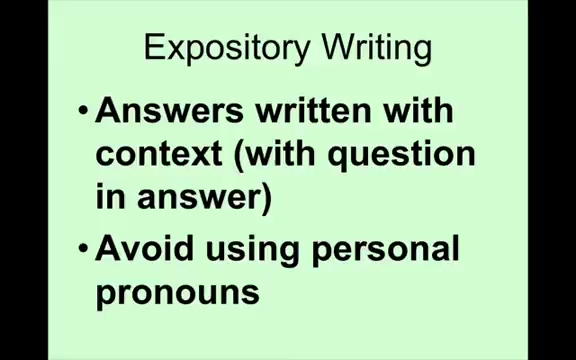 Expository Writing
• Answers written with
context (with question
in answer)
• Avoid using personal
pronouns